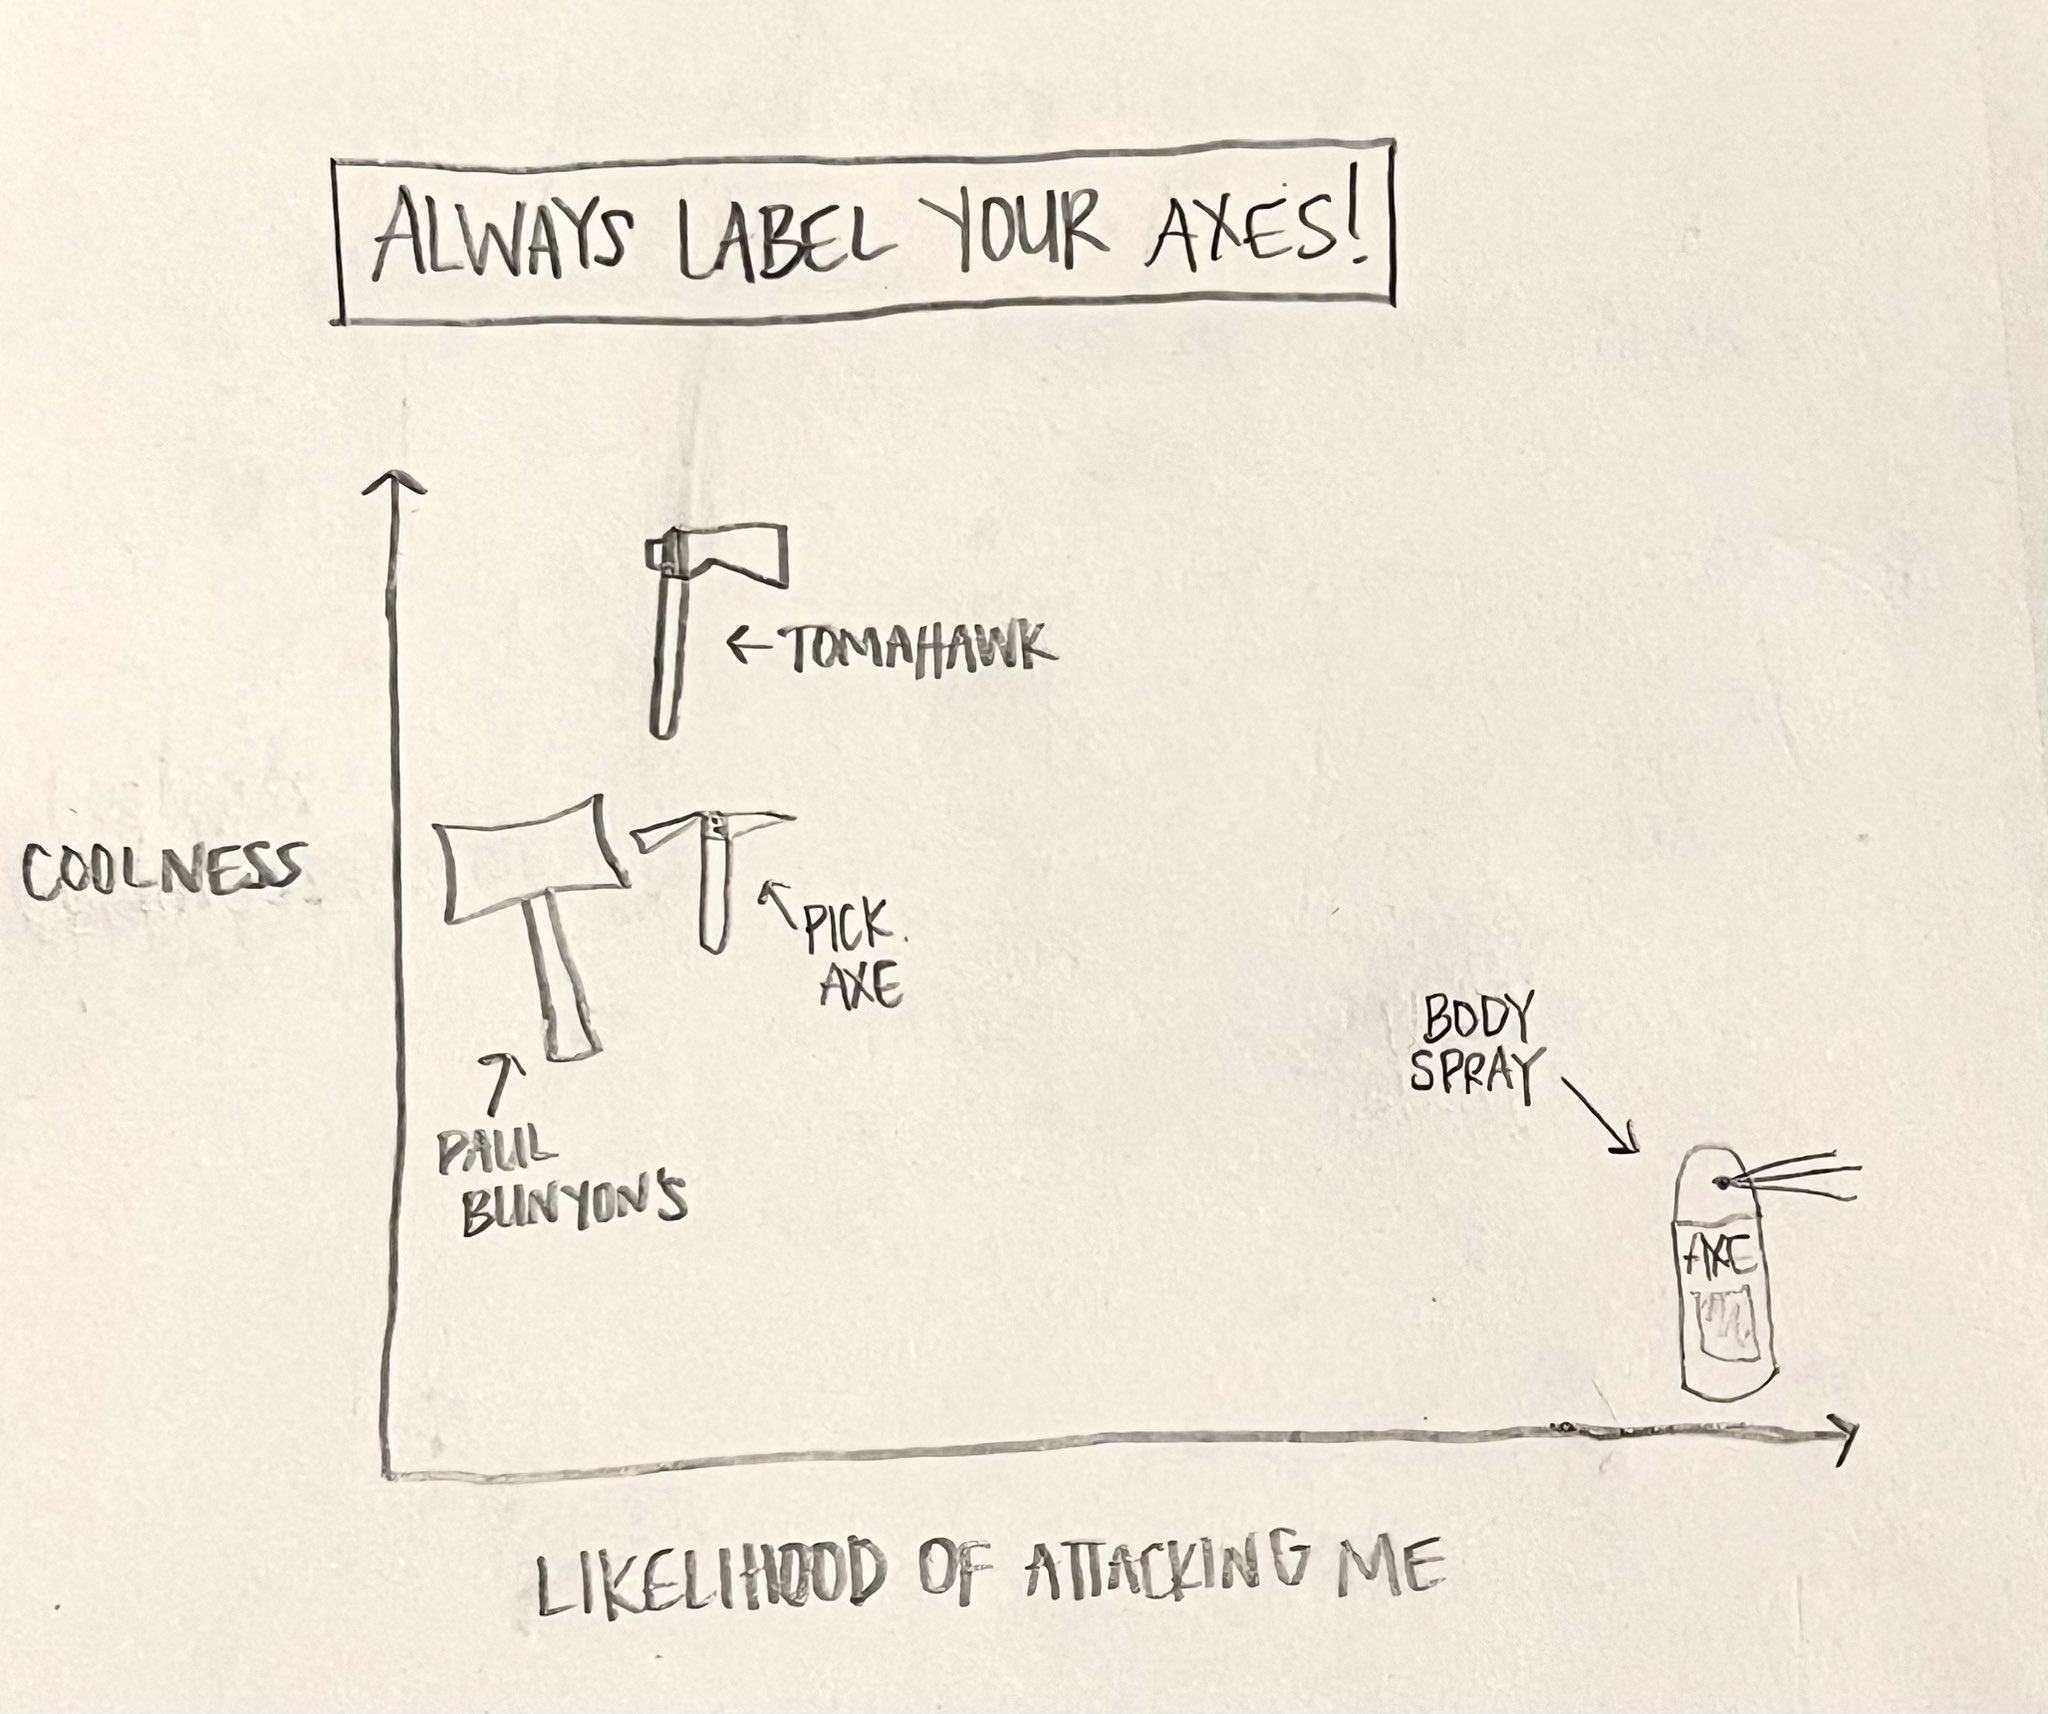 ALWAYS LABEL YOUR AXES!
← TOMAHAWK
COOLNESS
PICK
AXE
PAUL
BUNYON'S
BODY
SPRAY
AXE
LIKELIHOOD OF ATTACKING ME